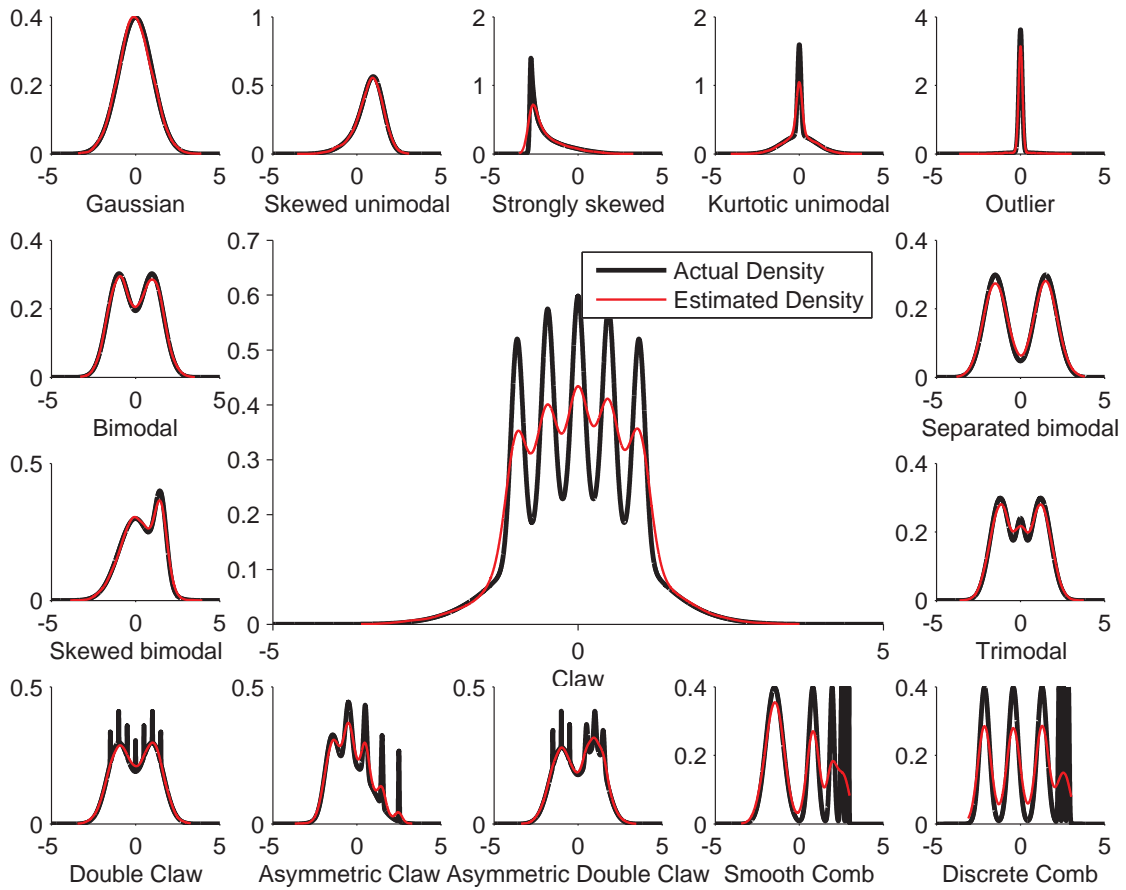 0.4
0.2
0
-5 0 5
Gaussian
1
0.5
0
-5 0 5
Skewed unimodal
2
1
0
-5 0 5
Strongly skewed
2
1
0
-5 0 5
Kurtotic unimodal
4
2
0
-5 0 5
Outlier
0.4
0.2
0
-5 0 5
Bimodal
0.7
0.6
0.5
0.4
0.3
0.2
0.1
0
-5 0 5
Claw
Actual Density
Estimated Density
0.4
0.2
0
-5 0 5
Separated bimodal
0.5
0
-5 0 5
Skewed bimodal
0.4
0.2
0
-5 0 5
Trimodal
0.5
0
-5 0 5
Double Claw
0.5
0
-5 0 5
Asymmetric Claw
0.5
0
-5 0 5
Asymmetric Double Claw
0.4
0.2
0
-5 0 5
Smooth Comb
0.4
0.2
0
-5 0 5
Discrete Comb